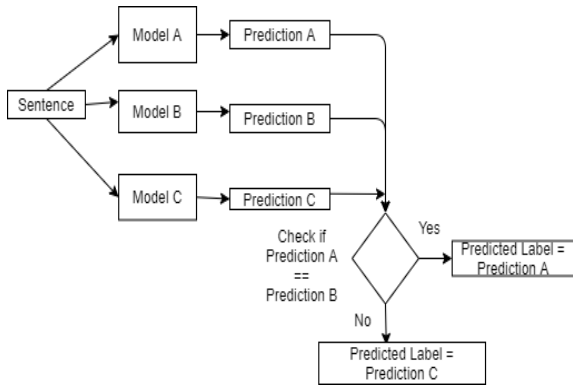 Model A
Prediction A
Sentence
Model B
Prediction B
Model C
Prediction C
Check if
Prediction A
==
Prediction B
Yes
Predicted Label =
Prediction A
No
Predicted Label =
Prediction C